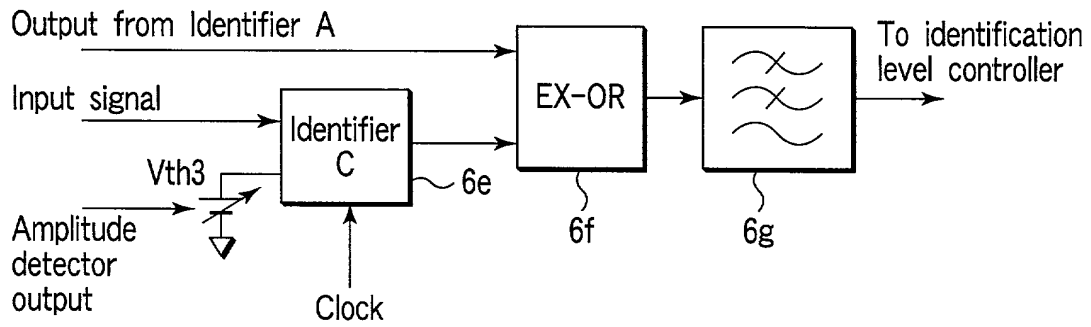 Output from Identifier A
To identification
level controller
Input signal
EX-OR
Identifier
C
Vth3
6e
6f
6g
Amplitude
detector
output
Clock